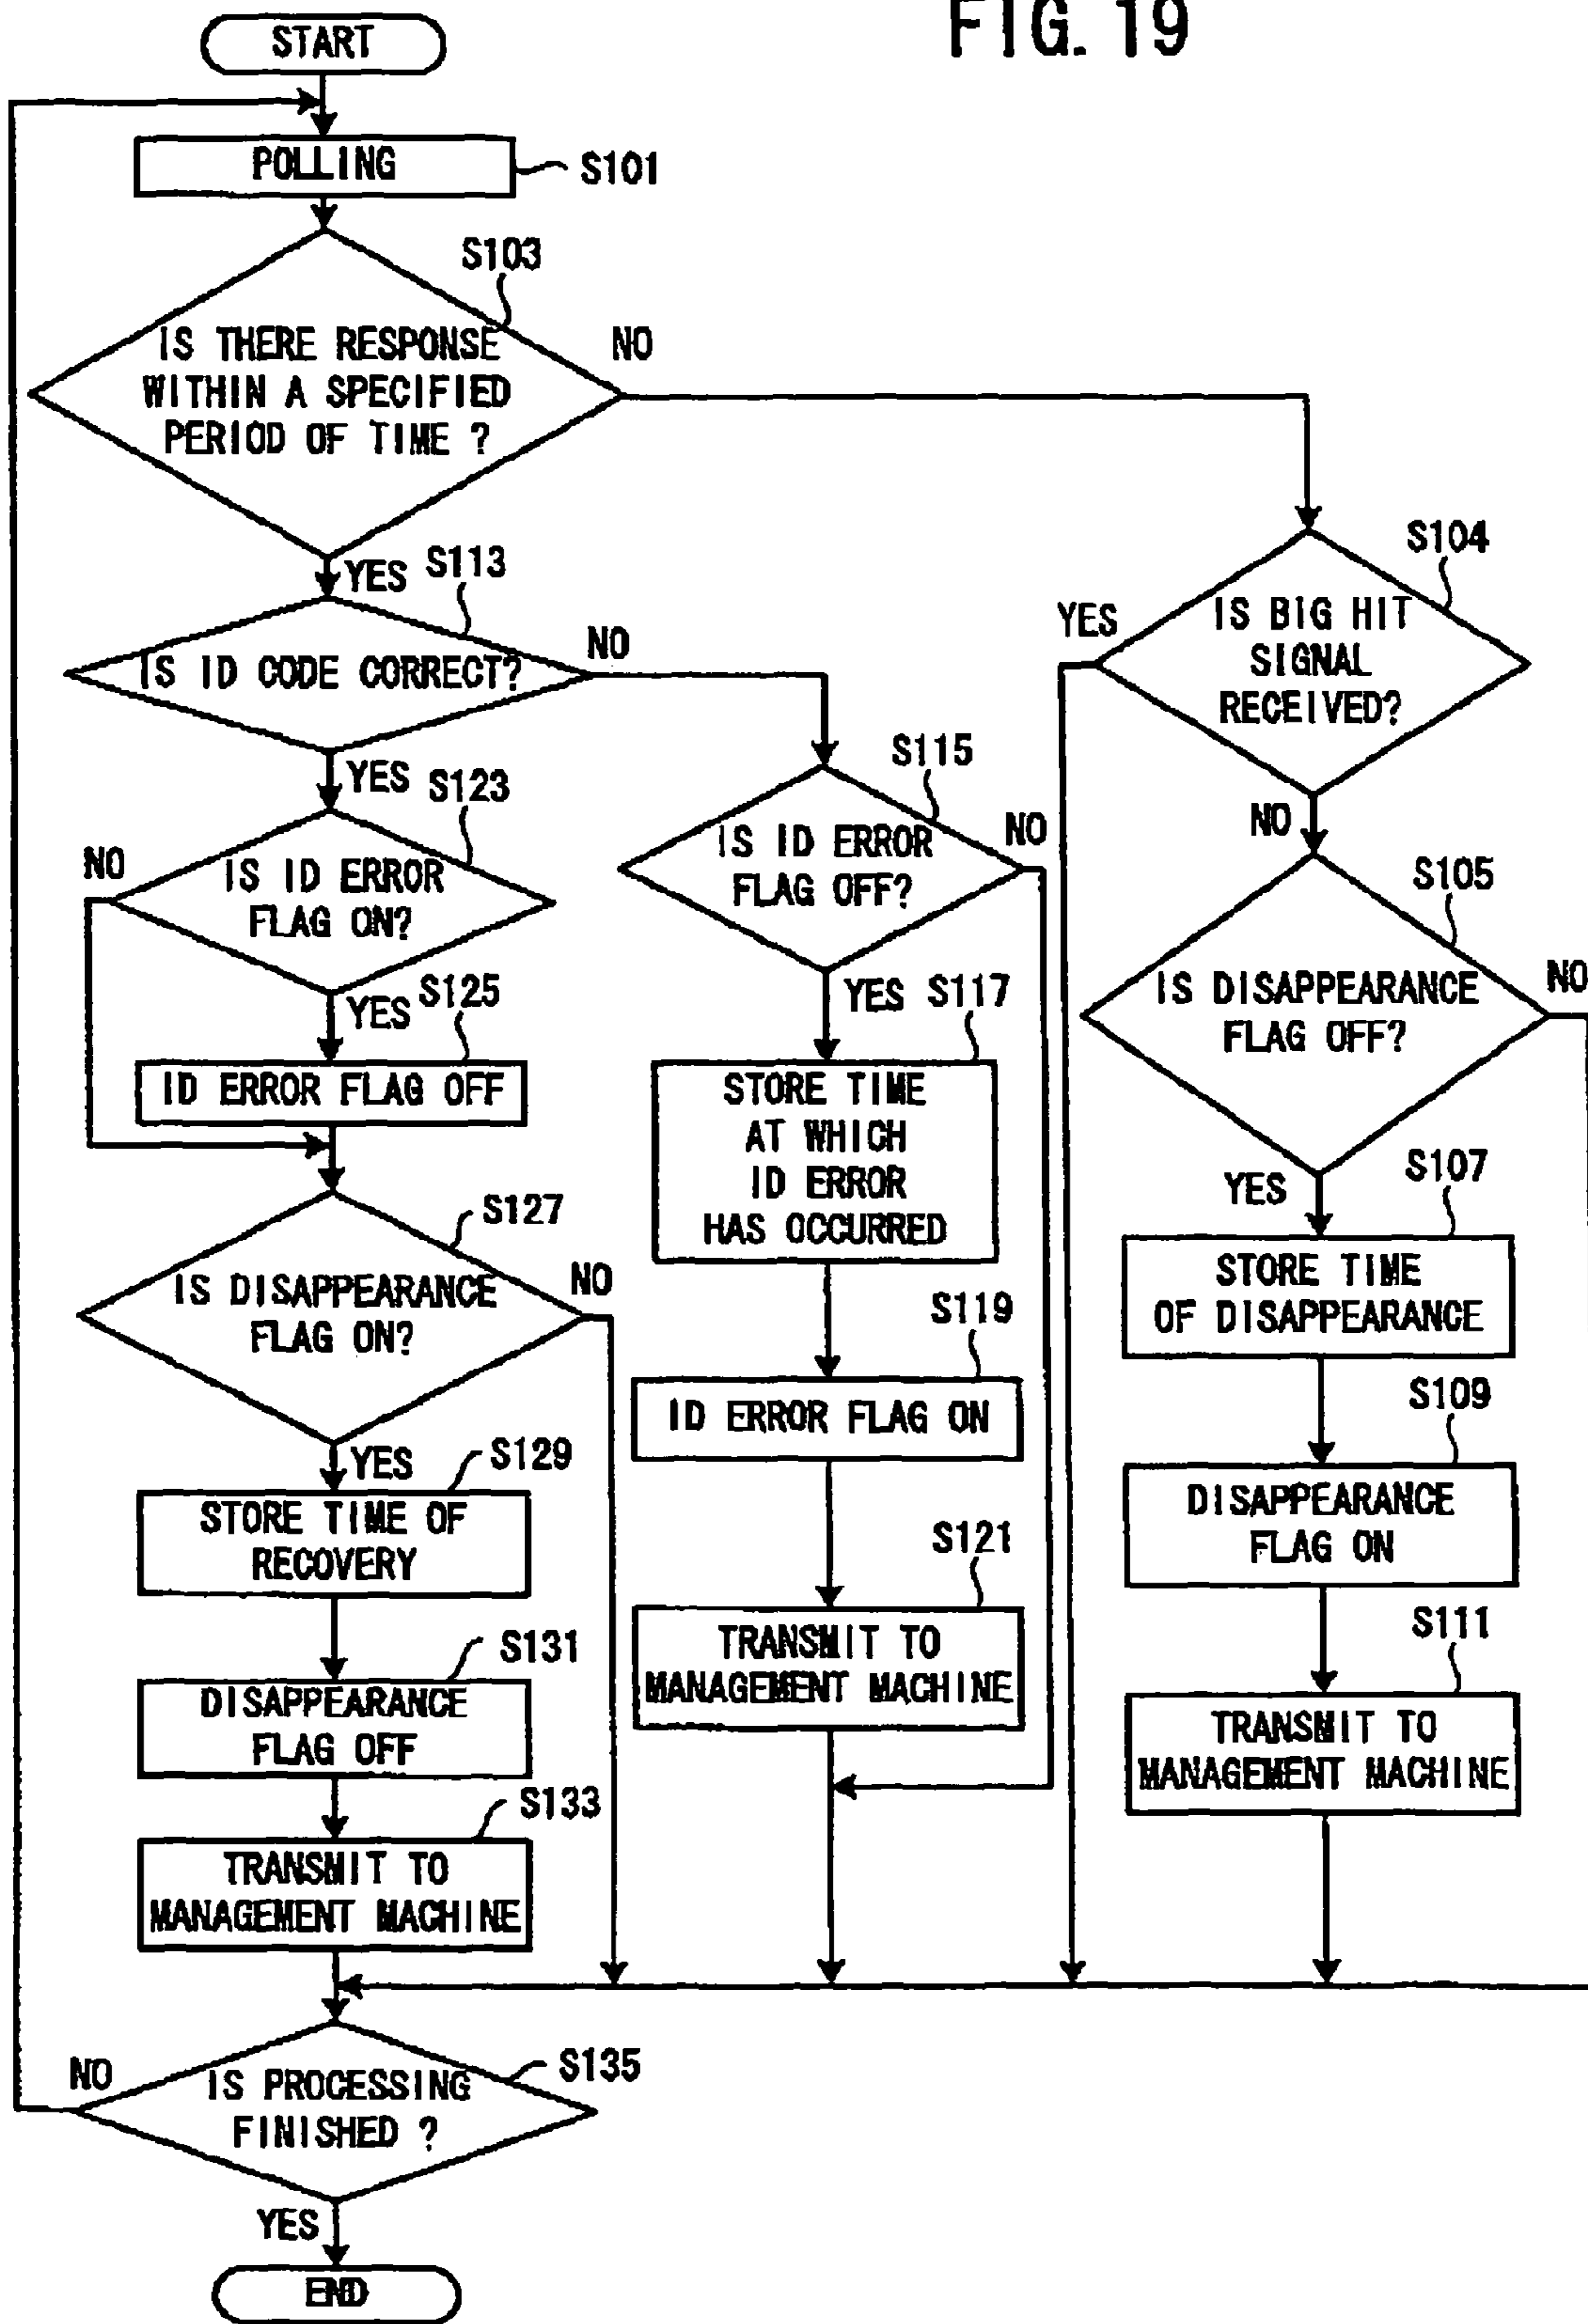 FIG. 19
START
POLLING
S101
S103
IS THERE RESPONSE
WITHIN A SPECIFIED
PERIOD OF TIME ?
NO
YES
S113
IS ID CODE CORRECT?
NO
YES
S123
IS ID ERROR
FLAG ON?
NO
YES
S125
ID ERROR FLAG OFF
S127
IS DISAPPEARANCE
FLAG ON?
NO
YES
S129
STORE TIME OF
RECOVERY
S131
DISAPPEARANCE
FLAG OFF
S133
TRANSMIT TO
MANAGEMENT MACHINE
S115
IS ID ERROR
FLAG OFF?
NO
YES
S117
STORE TIME
AT WHICH
ID ERROR
HAS OCCURRED
S119
ID ERROR FLAG ON
S121
TRANSMIT TO
MANAGEMENT MACHINE
S104
IS BIG HIT
SIGNAL
RECEIVED?
YES
NO
S105
IS DISAPPEARANCE
FLAG OFF?
NO
YES
S107
STORE TIME
OF DISAPPEARANCE
S109
DISAPPEARANCE
FLAG ON
S111
TRANSMIT TO
MANAGEMENT MACHINE
S135
IS PROCESSING
FINISHED ?
NO
YES
END